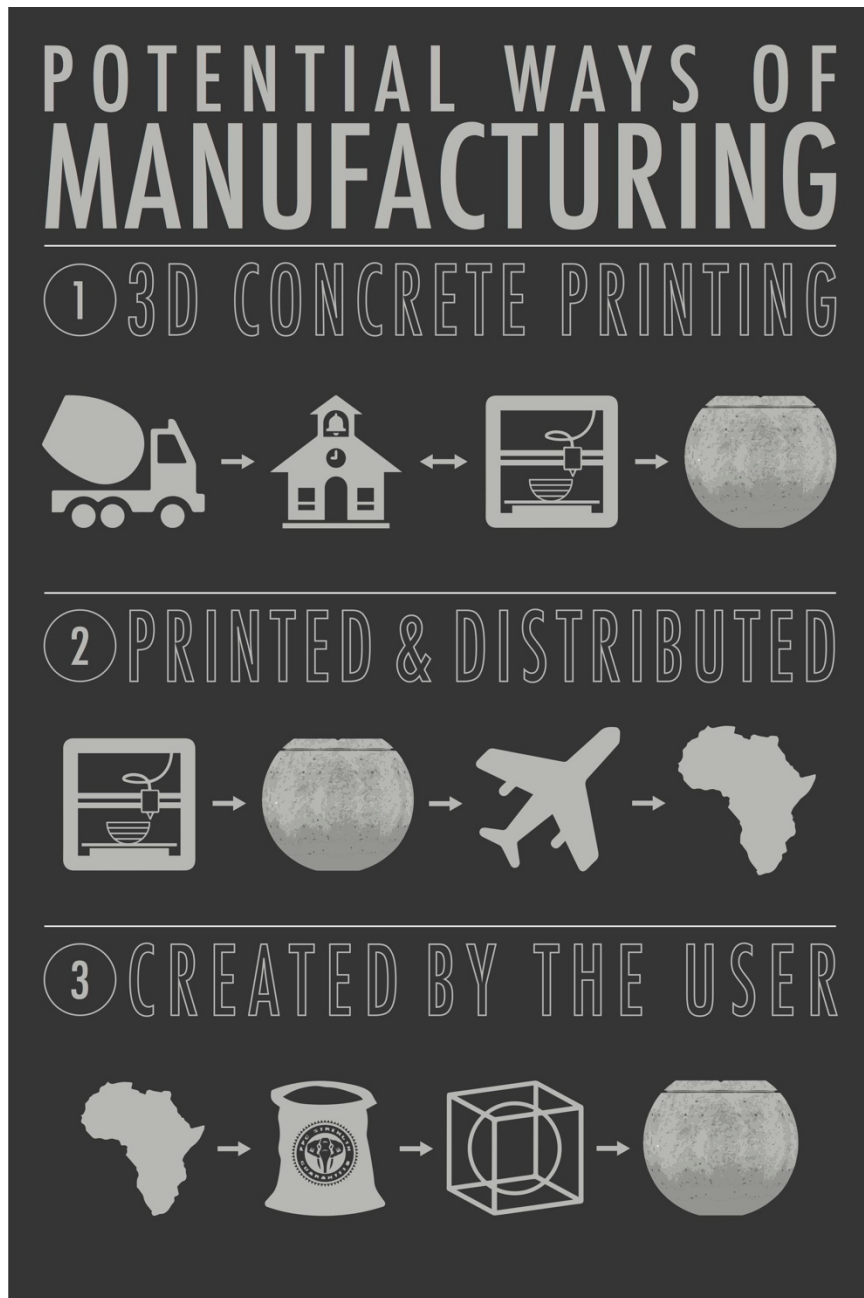 POTENTIAL WAYS OF
MANUFACTURING
1 3D CONCRETE PRINTING
2 PRINTED & DISTRIBUTED
3 CREATED BY THE USER